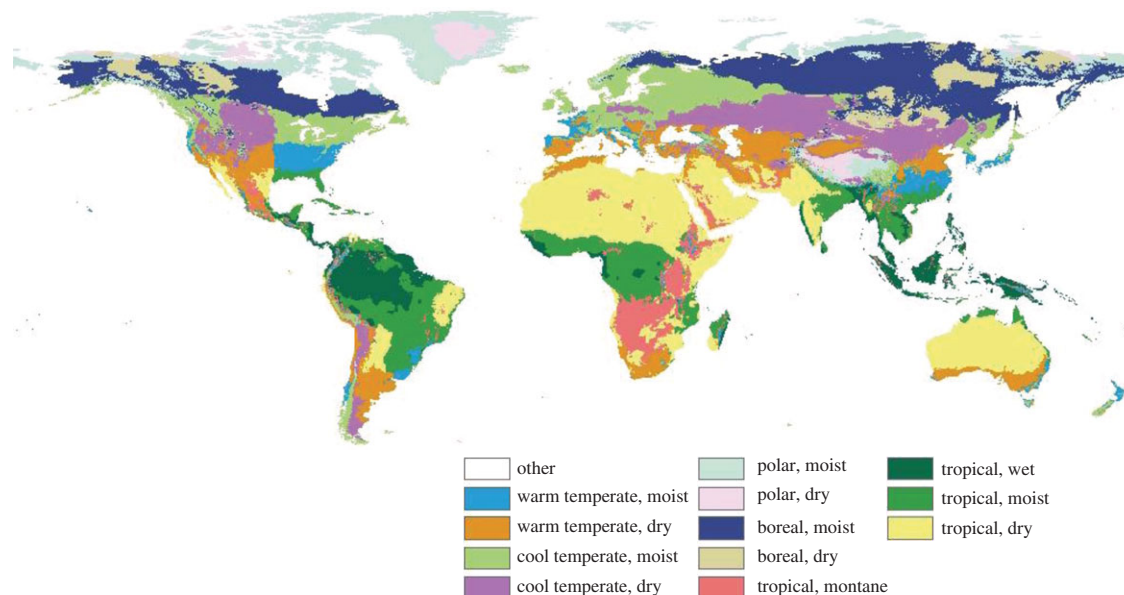 other
warm temperate, moist
warm temperate, dry
cool temperate, moist
cool temperate, dry
polar, moist
polar, dry
boreal, moist
boreal, dry
tropical, montane
tropical, wet
tropical, moist
tropical, dry